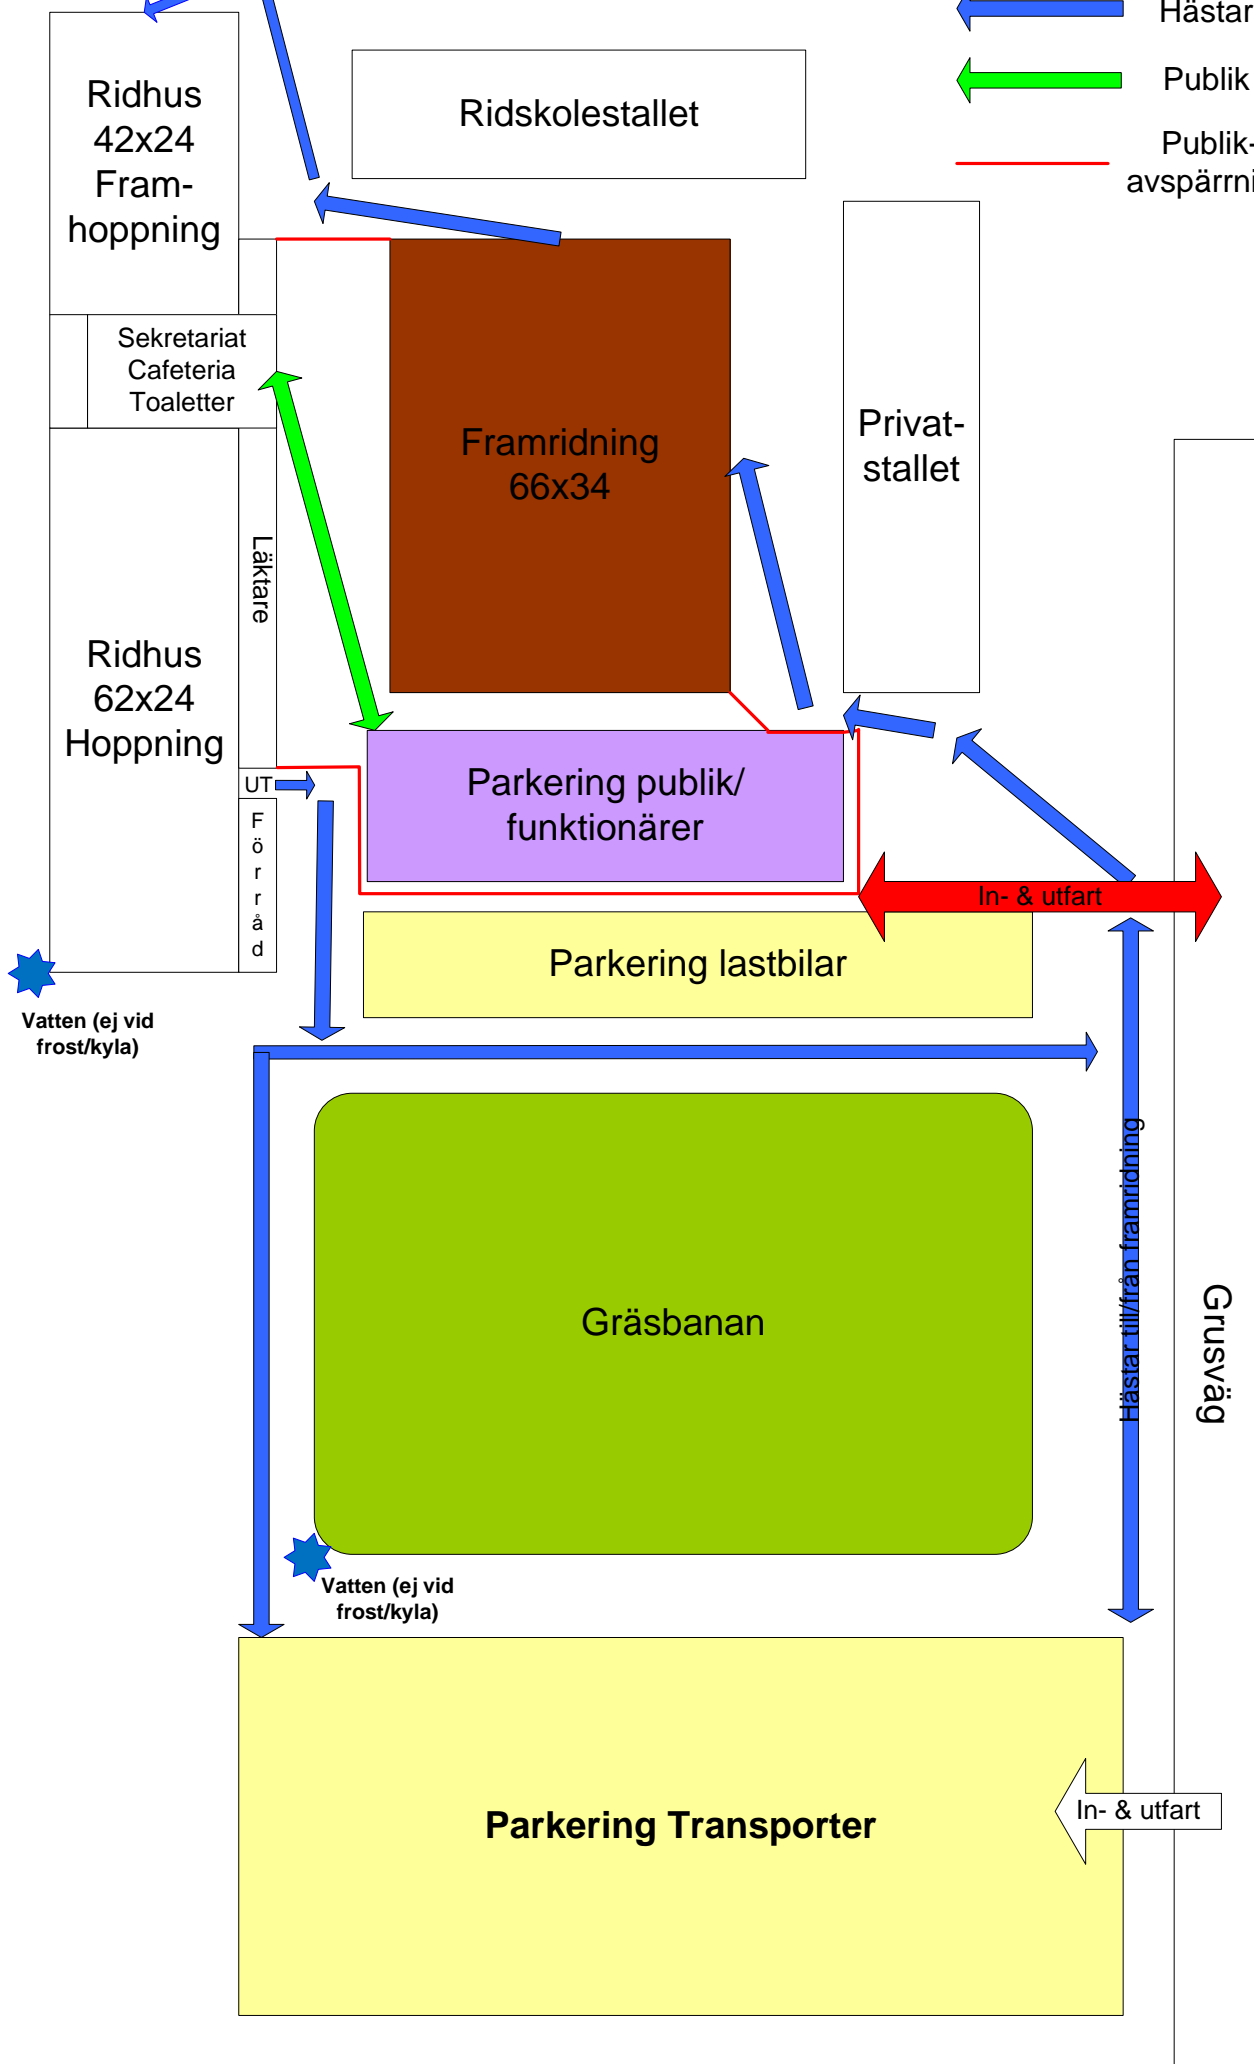 Hästar
Publik
Publik-
avspärrni
Ridhus
42x24
Fram-
hoppning
Ridskolestallet
Sekretariat
Cafeteria
Toaletter
Framridning
66x34
Privat-
stallet
Läktare
Ridhus
62x24
Hoppning
UT
F
ö
r
r
å
d
Parkering publik/
funktionärer
In- & utfart
Parkering lastbilar
Vatten (ej vid
frost/kyla)
Hästar till/från framridning
Grusväg
Gräsbanan
Vatten (ej vid
frost/kyla)
Parkering Transporter
In- & utfart